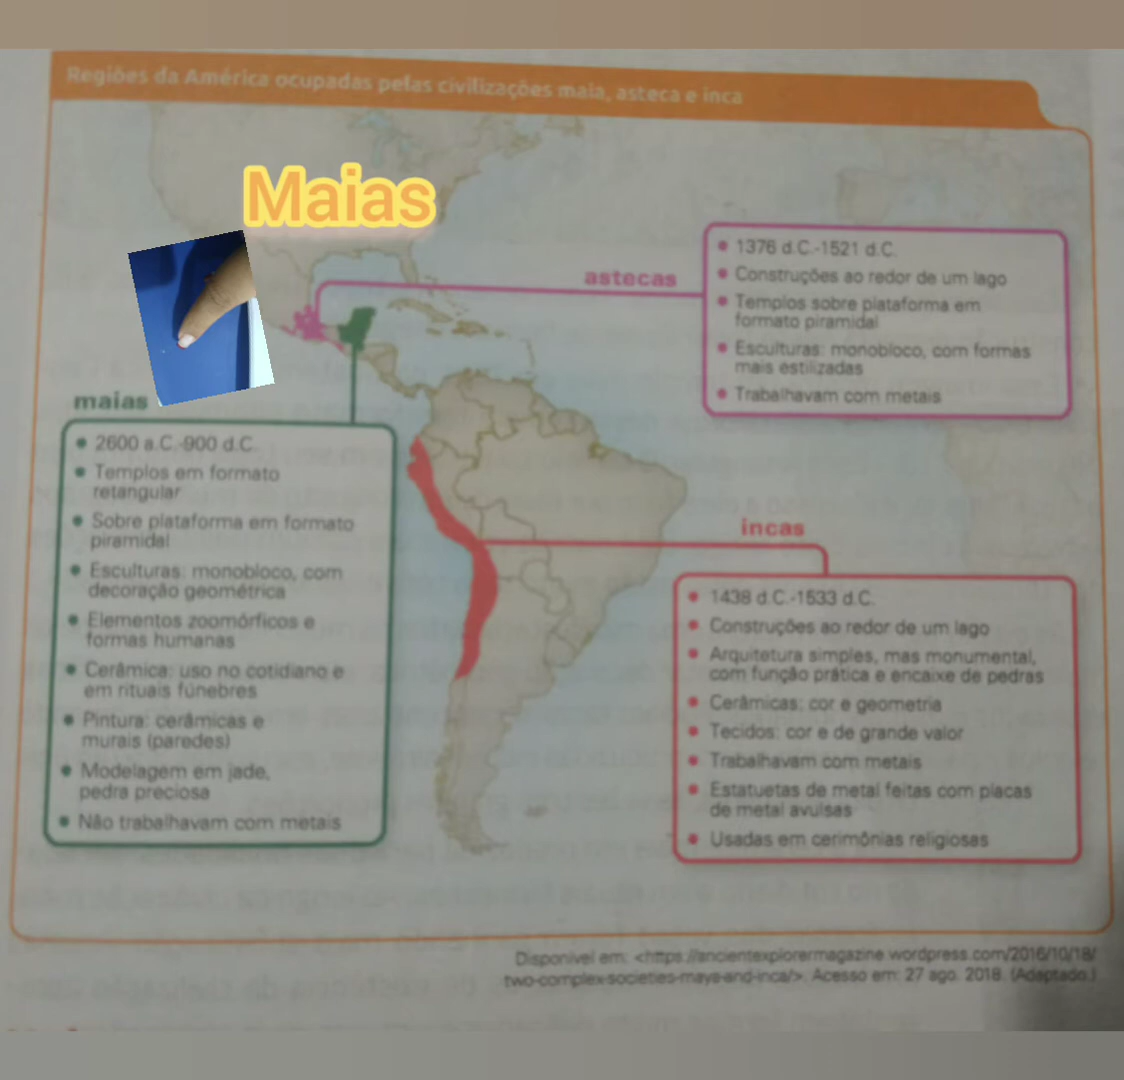 Regiões da América ocupadas pelas civilizações maia, asteca e inca
Maias
astecas
• 1376 d.C.-1521 d.C.
• Construções ao redor de um lago
• Templos sobre plataforma em
formato piramidal
• Esculturas: monobloco, com formas
mais estilizadas
• Trabalhavam com metais
maias
• 2600 a.C.-900 d.C.
• Templos em formato
retangular
• Sobre plataforma em formato
piramidal
• Esculturas: monobloco, com
decoração geométrica
• Elementos zoomórficos e
formas humanas
• Cerâmica: uso no cotidiano e
em rituais fúnebres
• Pintura: cerâmicas e
murais (paredes)
• Modelagem em jade,
pedra preciosa
• Não trabalhavam com metais
incas
• 1438 d.C.-1533 d.C.
• Construções ao redor de um lago
• Arquitetura simples, mas monumental,
com função prática e encaixe de pedras
• Cerâmicas: cor e geometria
• Tecidos: cor e de grande valor
• Trabalhavam com metais
• Estatuetas de metal feitas com placas
de metal avulsas
• Usadas em cerimônias religiosas
Disponível em: <https://ancientexplorermagazine.wordpress.com/2016/10/18/
two-complex-societies-maya-and-inca/>. Acesso em: 27 ago. 2018. (Adaptado.)